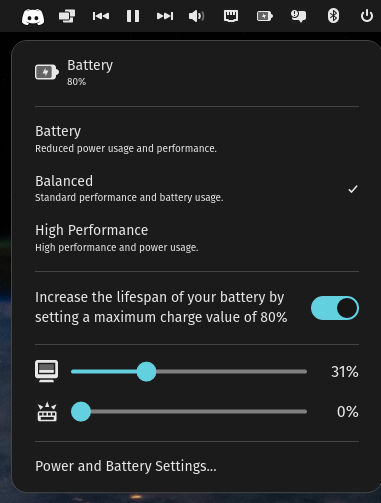 Battery
80%
Battery
Reduced power usage and performance.
Balanced
Standard performance and battery usage.
High Performance
High performance and power usage.
Increase the lifespan of your battery by
setting a maximum charge value of 80%
31%
0%
Power and Battery Settings...